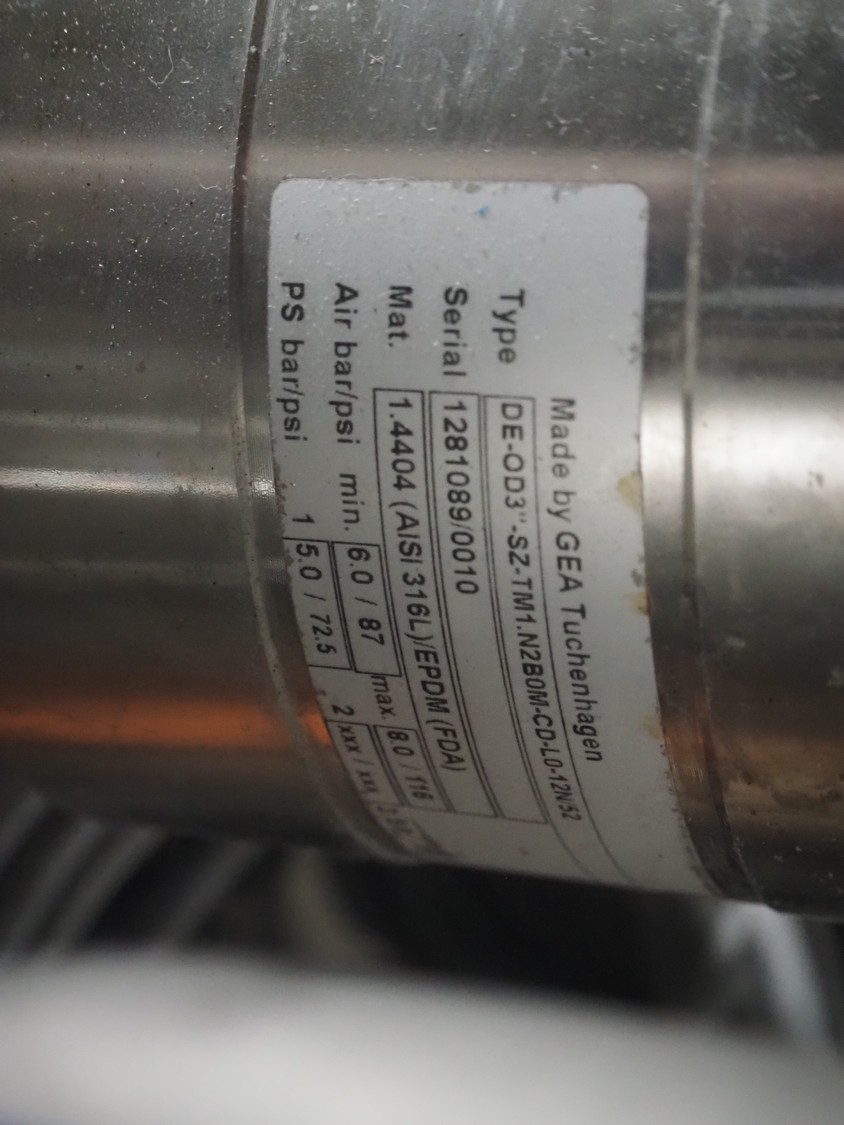 Made by GEA Tuchenhagen
Type DE-OD3"-SZ-TM1.N2B0M-CD-L0-12N/52
Serial 1281089/0010
Mat. 1.4404 (AISI 316L)/EPDM (FDA)
Air bar/psi min. 6.0 / 87 max. 8.0 / 116
PS bar/psi 1 5.0 / 72.5 2 xxx / xxx